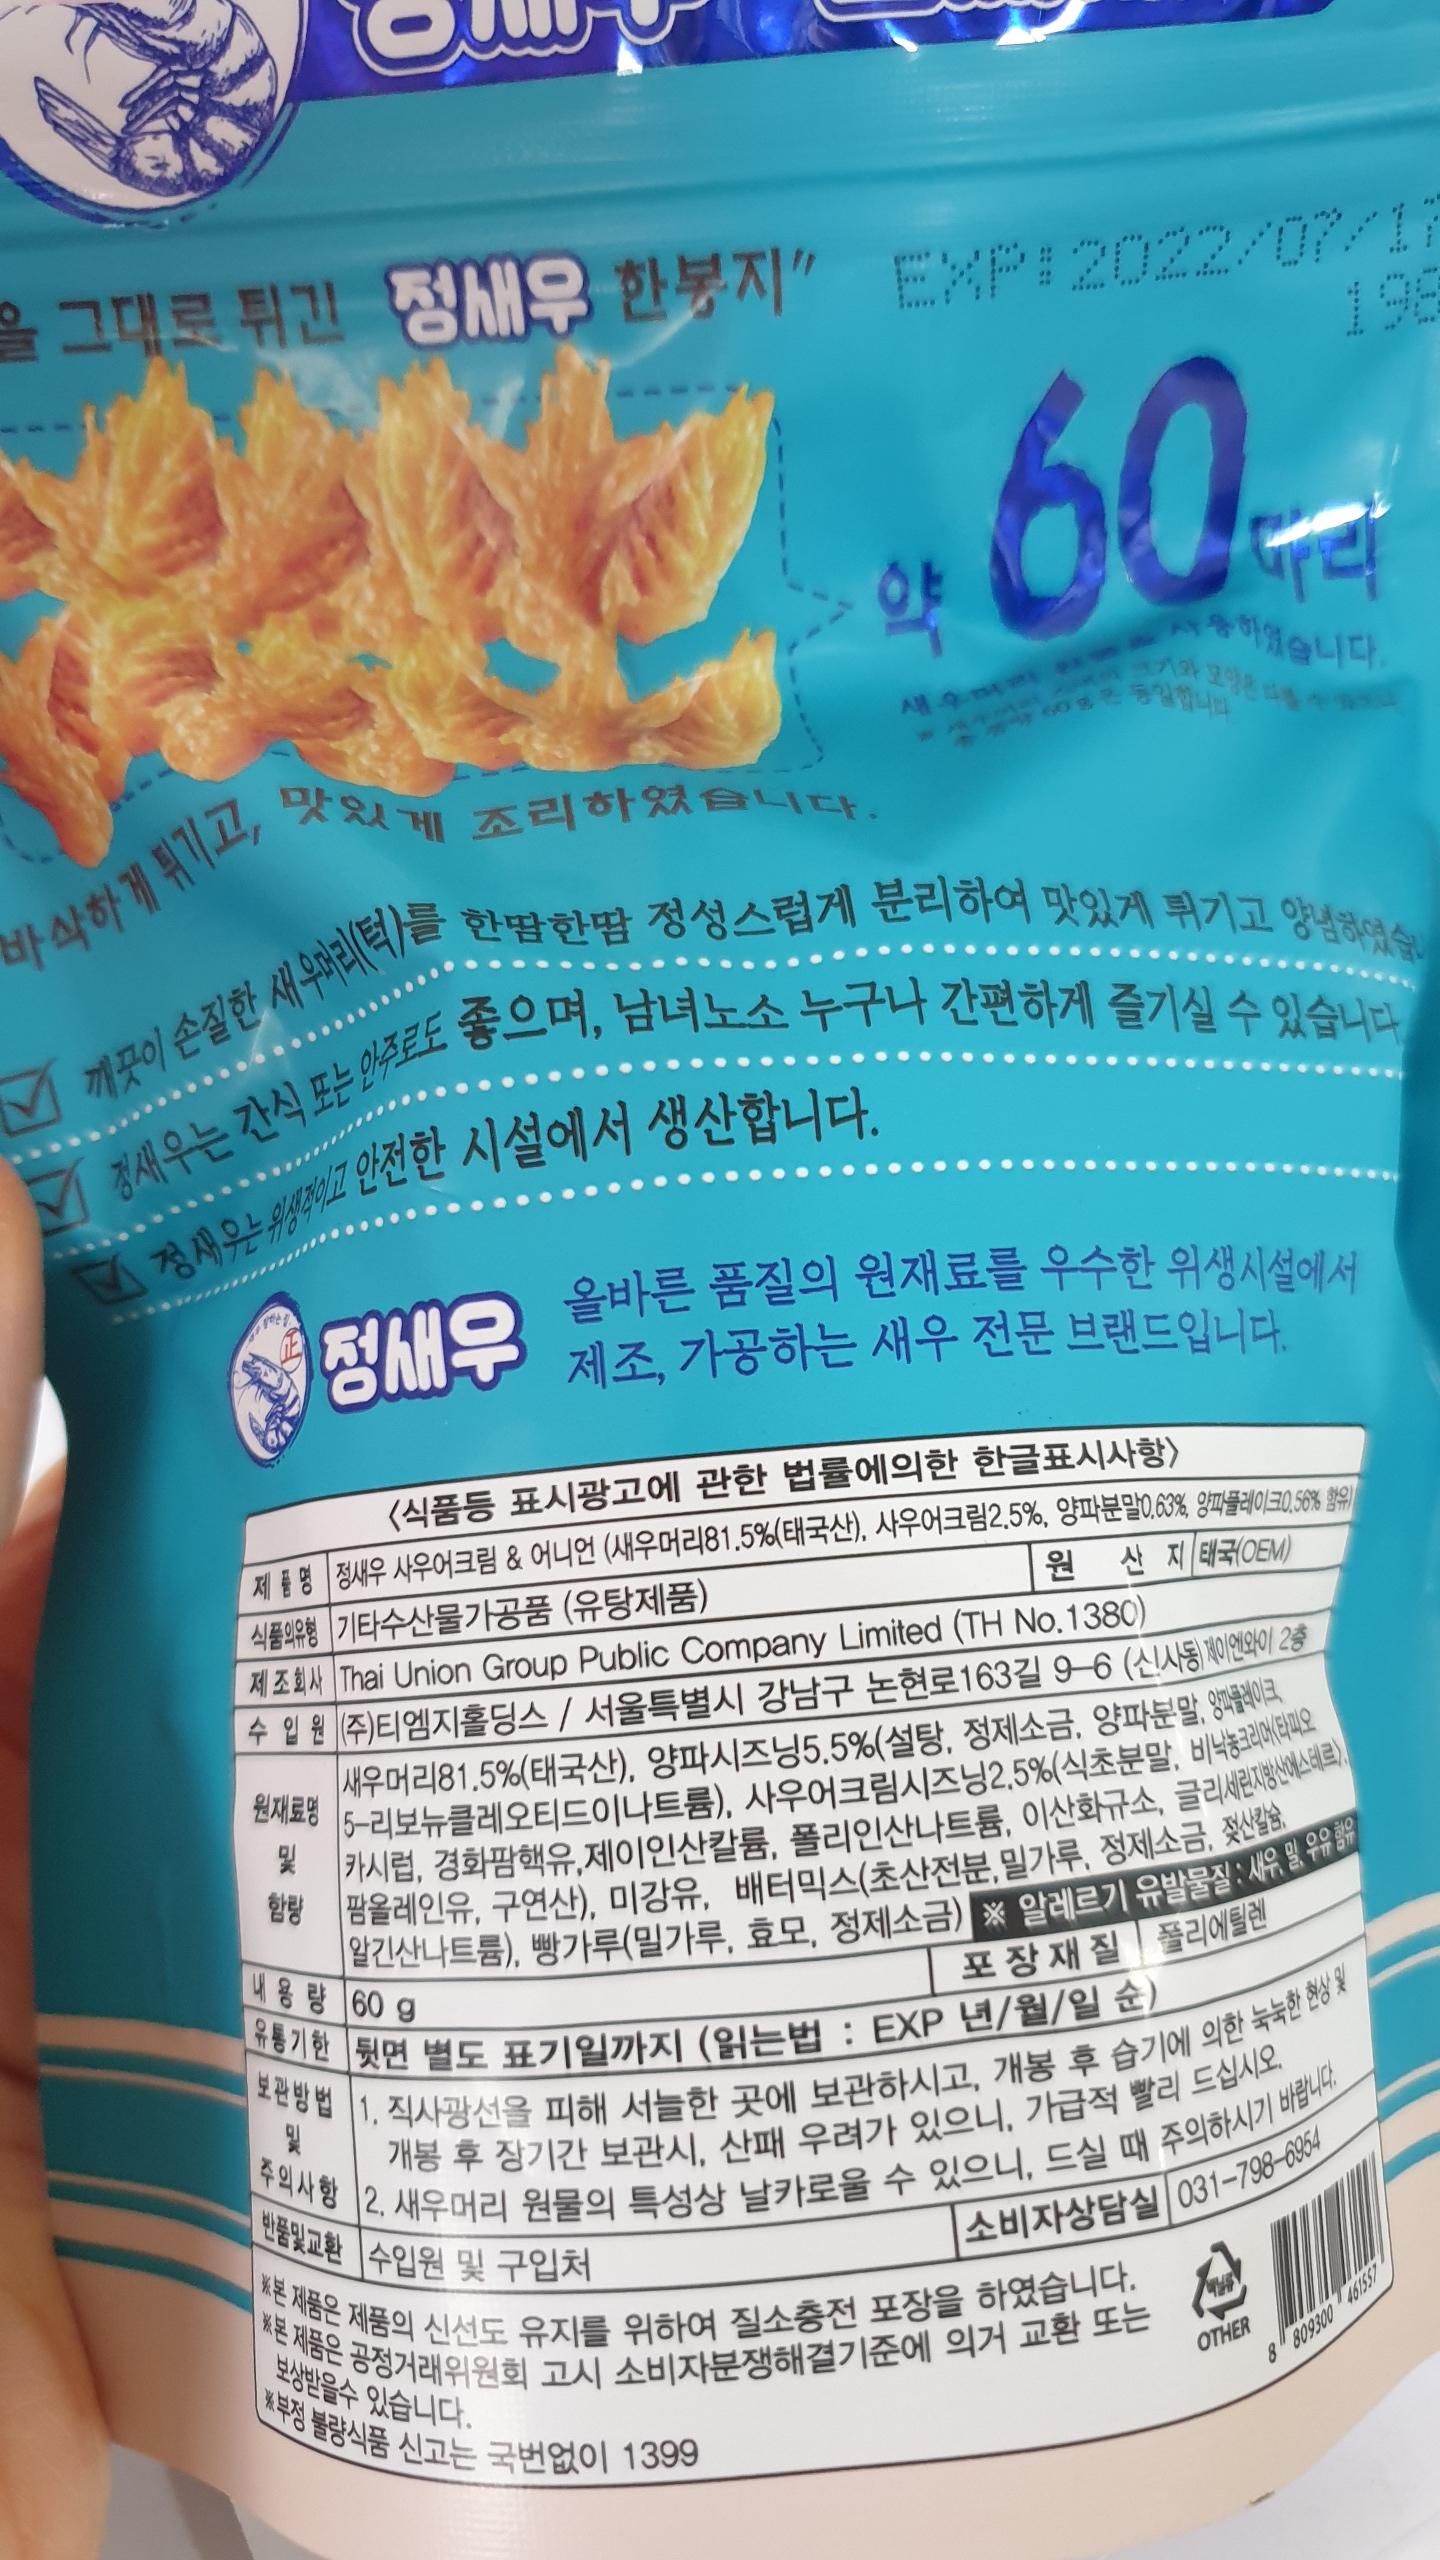 정새우
을 그대로 튀긴 정새우 한봉지"
EXP:2022/07/17
198
약 60마리
사용하였습니다.
크기와 모양은 다를 수
60g은 동일합니다
바삭하게 튀기고, 맛있게 조리하였습니다.
깨끗이 손질한 새우머리(턱)를 한땀한땀 정성스럽게 분리하여 맛있게 튀기고 양념하였습니
정새우는 간식 또는 안주로도 좋으며, 남녀노소 누구나 간편하게 즐기실 수 있습니다
정새우는 위생적이고 안전한 시설에서 생산합니다.
正
정새우
올바른 품질의 원재료를 우수한 위생시설에서
제조, 가공하는 새우 전문 브랜드입니다.
<식품등 표시광고에 관한 법률에의한 한글표시사항>
제품명 정새우 사우어크림 & 어니언 (새우머리81.5%(태국산), 사우어크림2.5%, 양파분말0.63%, 양파플레이크0.56% 함유)
식품의유형 기타수산물가공품 (유탕제품) 원산지 태국(OEM)
제조회사 Thai Union Group Public Company Limited (TH No.1380)
수입원 (주)티엠지홀딩스 / 서울특별시 강남구 논현로163길 9-6 (신사동) 제이엔와이 2층
원재료명 및 함량 새우머리81.5%(태국산), 양파시즈닝5.5%(설탕, 정제소금, 양파분말, 양파플레이크,
5-리보뉴클레오티드이나트륨), 사우어크림시즈닝2.5%(식초분말, 비낙농크리머(타피오
카시럽, 경화팜핵유,제이인산칼륨, 폴리인산나트륨, 이산화규소, 글리세린지방산에스테르),
팜올레인유, 구연산), 미강유, 배터믹스(초산전분,밀가루, 정제소금, 젖산칼슘,
알긴산나트륨), 빵가루(밀가루, 효모, 정제소금) ※ 알레르기 유발물질 : 새우, 밀, 우유 함유
내용량 60 g 포장재질 폴리에틸렌
유통기한 뒷면 별도 표기일까지 (읽는법 : EXP 년/월/일 순)
보관방법 및 주의사항 1. 직사광선을 피해 서늘한 곳에 보관하시고, 개봉 후 습기에 의한 눅눅한 현상 및
개봉 후 장기간 보관시, 산패 우려가 있으니, 가급적 빨리 드십시오.
2. 새우머리 원물의 특성상 날카로울 수 있으니, 드실 때 주의하시기 바랍니다.
반품및교환 수입원 및 구입처 소비자상담실 031-798-6954
※본 제품은 제품의 신선도 유지를 위하여 질소충전 포장을 하였습니다.
※본 제품은 공정거래위원회 고시 소비자분쟁해결기준에 의거 교환 또는
보상받을수 있습니다.
※부정 불량식품 신고는 국번없이 1399
비닐류
OTHER
8 809300 461557